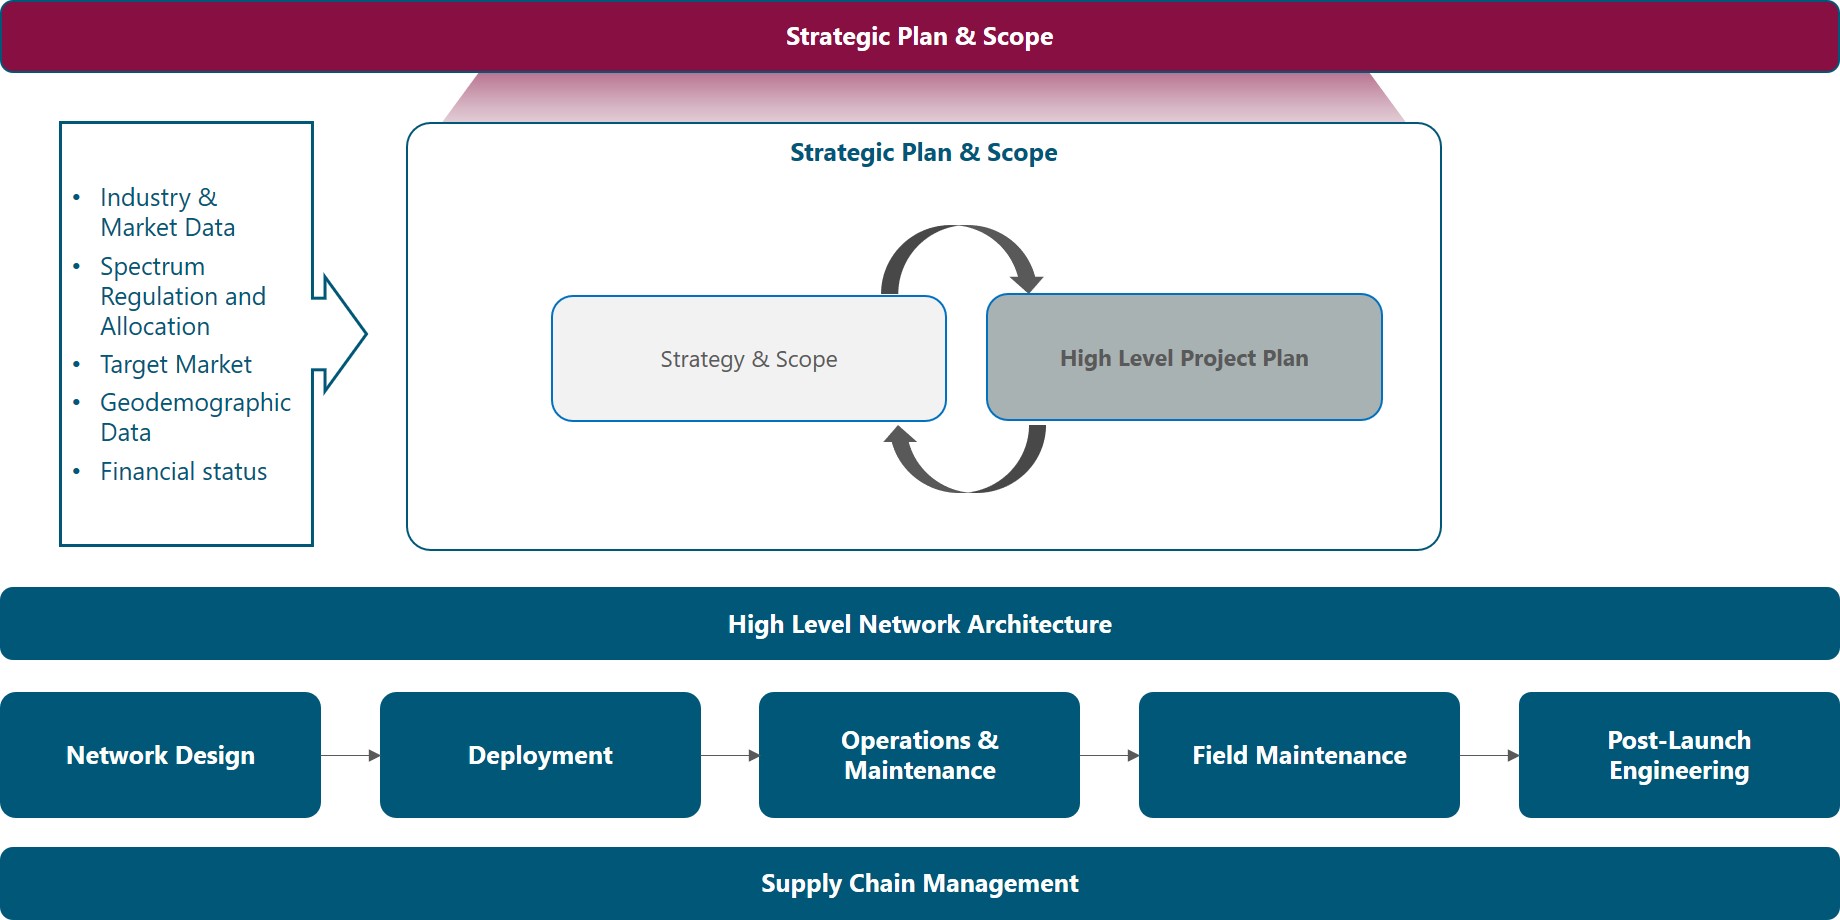 Strategic Plan & Scope
Strategic Plan & Scope
• Industry &
Market Data
• Spectrum
Regulation and
Allocation
• Target Market
• Geodemographic
Data
• Financial status
Strategy & Scope
High Level Project Plan
High Level Network Architecture
Network Design
Deployment
Operations &
Maintenance
Field Maintenance
Post-Launch
Engineering
Supply Chain Management